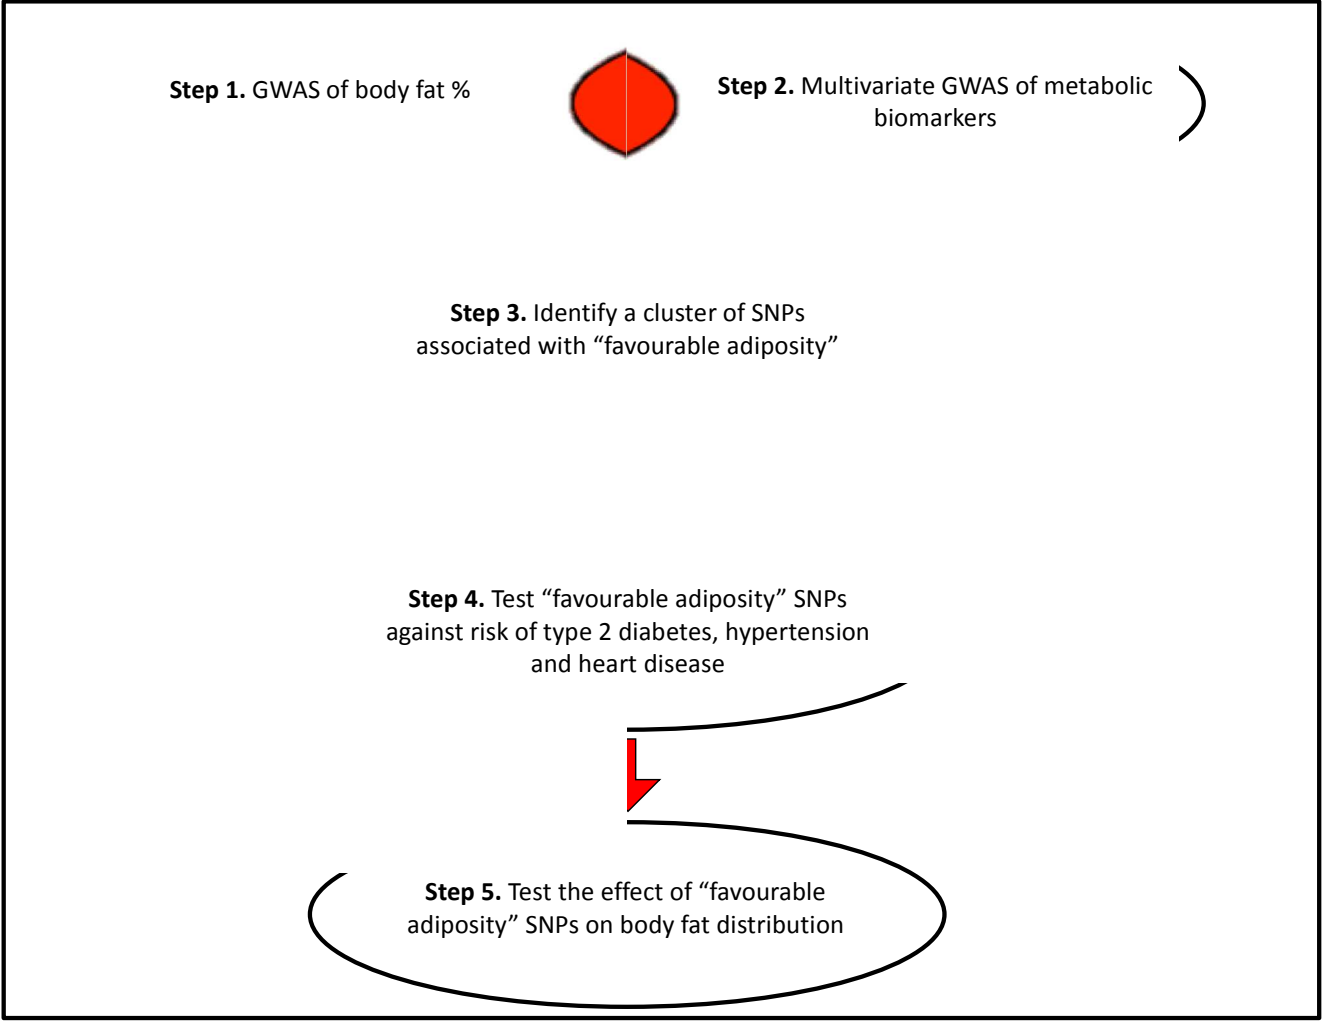 Step 1. GWAS of body fat %
Step 2. Multivariate GWAS of metabolic
biomarkers
Step 3. Identify a cluster of SNPs
associated with “favourable adiposity”
Step 4. Test “favourable adiposity” SNPs
against risk of type 2 diabetes, hypertension
and heart disease
Step 5. Test the effect of “favourable
adiposity” SNPs on body fat distribution